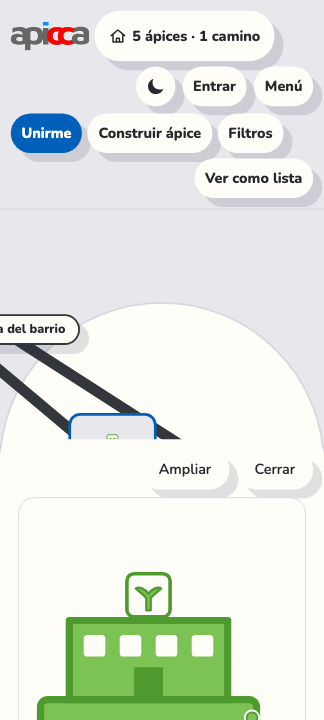 apicca
5 ápices · 1 camino
Entrar
Menú
Unirme
Construir ápice
Filtros
Ver como lista
a del barrio
Ampliar
Cerrar